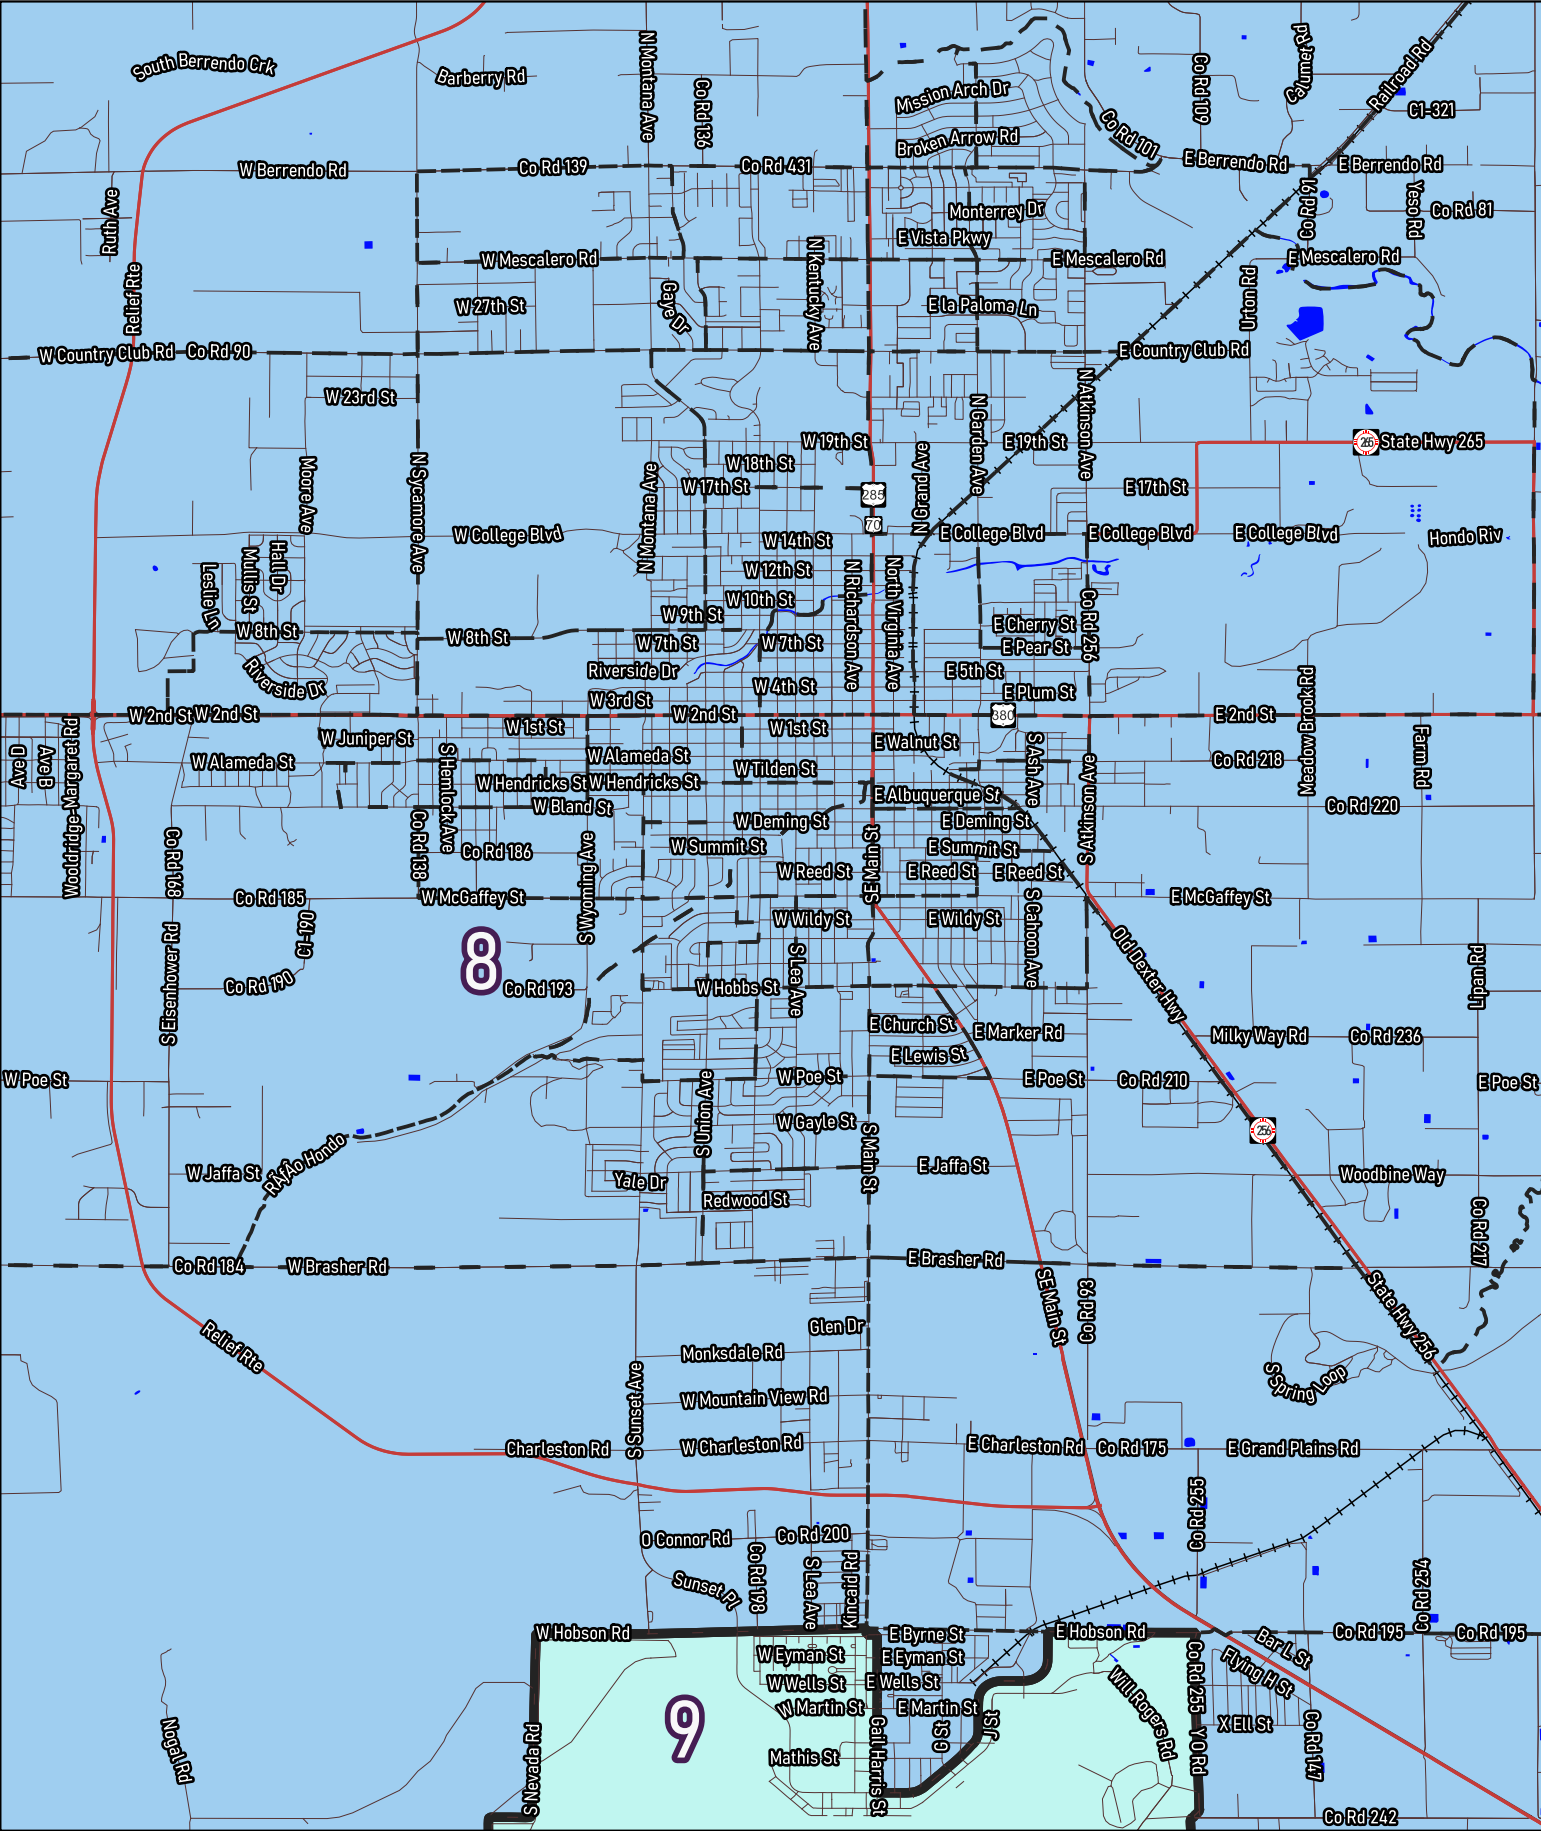 South Berrendo Crk
Barberry Rd
N Montana Ave
Co Rd 136
Mission Arch Dr
Broken Arrow Rd
Co Rd 101
Co Rd 109
Calumet Rd
Railroad Rd
C1-321
W Berrendo Rd
Co Rd 139
Co Rd 431
E Berrendo Rd
E Berrendo Rd
Ruth Ave
Monterrey Dr
E Vista Pkwy
Co Rd 16
Yaso Rd
Co Rd 81
W Mescalero Rd
N Kentucky Ave
E Mescalero Rd
E Mescalero Rd
Relief Rte
W 27th St
Gaye Dr
E la Paloma Ln
Urton Rd
W Country Club Rd
Co Rd 90
E Country Club Rd
W 23rd St
N Atkinson Ave
N Garden Ave
W 19th St
E 19th St
265
State Hwy 265
Moore Ave
N Sycamore Ave
N Montana Ave
W 18th St
W 17th St
285
70
N Grand Ave
E 17th St
W College Blvd
W 14th St
E College Blvd
E College Blvd
E College Blvd
Hondo Riv
Leslie Ln
Mullis St
Hall Dr
W 12th St
W 10th St
W 9th St
N Richardson Ave
North Virginia Ave
Co Rd 256
E Cherry St
E Pear St
W 8th St
W 8th St
W 7th St
W 7th St
Riverside Dr
Riverside Dr
E 5th St
W 4th St
E Plum St
Meadow Brook Rd
W 3rd St
W 2nd St
W 2nd St
W 2nd St
380
E 2nd St
W 1st St
W 1st St
Ave D
Ave B
Wooldridge-Margaret Rd
W Juniper St
W Alameda St
S Hemlock Ave
W Alameda St
E Walnut St
S Ash Ave
S Atkinson Ave
Co Rd 218
Farm Rd
W Tilden St
W Hendricks St
W Hendricks St
W Bland St
E Albuquerque St
Co Rd 220
Co Rd 168
Co Rd 138
Co Rd 186
S Wyoming Ave
W Deming St
E Deming St
W Summit St
E Summit St
W Reed St
S E Main St
E Reed St
E Reed St
Co Rd 185
C1-190
W McGaffey St
E McGaffey St
W Wildy St
E Wildy St
S Cahoon Ave
Old Dexter Hwy
S Eisenhower Rd
8
Co Rd 190
Co Rd 193
S Lea Ave
W Hobbs St
Lipan Rd
E Church St
E Marker Rd
Milky Way Rd
Co Rd 236
E Lewis St
W Poe St
W Poe St
E Poe St
Co Rd 210
E Poe St
S Union Ave
W Gayle St
256
S Main St
W Jaffa St
E Jaffa St
Woodbine Way
Yale Dr
Redwood St
Co Rd 217
Co Rd 184
W Brasher Rd
E Brasher Rd
SE Main St
Co Rd 93
State Hwy 256
Relief Rte
Glen Dr
Monksdale Rd
S Sunset Ave
W Mountain View Rd
S Spring Loop
Charleston Rd
W Charleston Rd
E Charleston Rd
Co Rd 175
E Grand Plains Rd
Co Rd 255
O Connor Rd
Co Rd 200
Sunset Pl
Co Rd 198
S Lea Ave
Kincaid Rd
Co Rd 254
W Hobson Rd
E Byrne St
E Hobson Rd
Co Rd 195
Co Rd 195
W Eyman St
E Eyman St
Bar L St
Flying H St
W Wells St
E Wells St
W Martin St
E Martin St
Will Rogers Rd
Co Rd 255
Nogal Rd
S Nevada Rd
9
Mathis St
Gail Harris St
G St
J St
X Ell St
Y O Rd
Co Rd 147
Co Rd 242